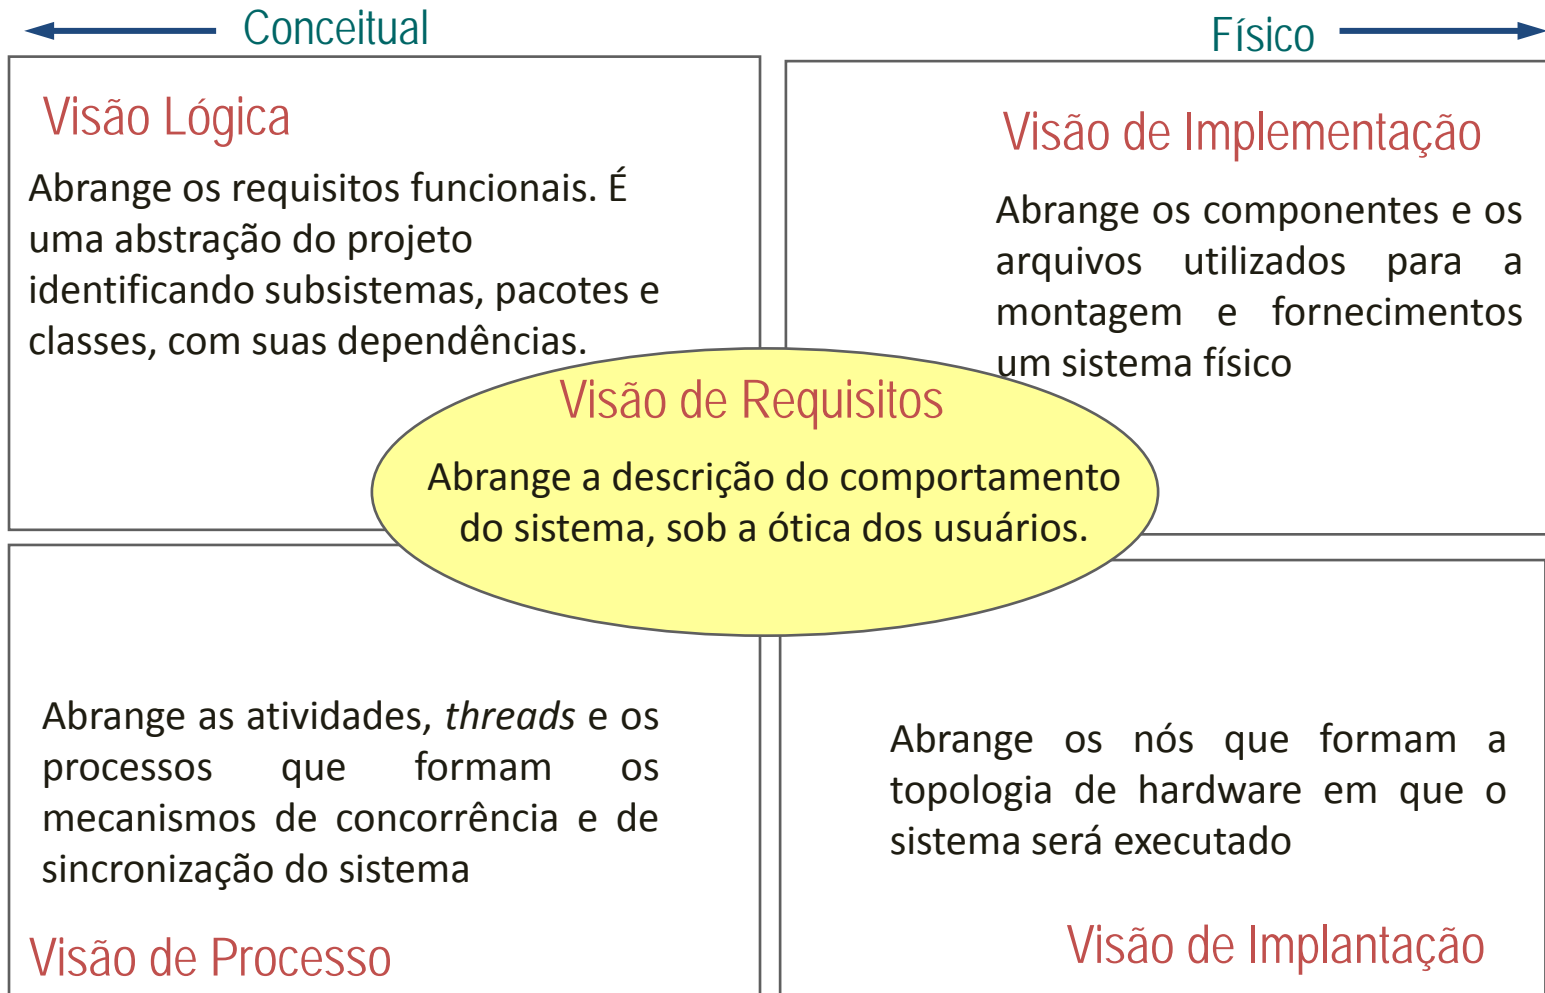 Conceitual
Físico
Visão Lógica
Abrange os requisitos funcionais. É
uma abstração do projeto
identificando subsistemas, pacotes e
classes, com suas dependências.
Visão de Implementação
Abrange os componentes e os
arquivos utilizados para a
montagem e fornecimentos
um sistema físico
Visão de Requisitos
Abrange a descrição do comportamento
do sistema, sob a ótica dos usuários.
Abrange as atividades, threads e os
processos que formam os
mecanismos de concorrência e de
sincronização do sistema
Visão de Processo
Abrange os nós que formam a
topologia de hardware em que o
sistema será executado
Visão de Implantação